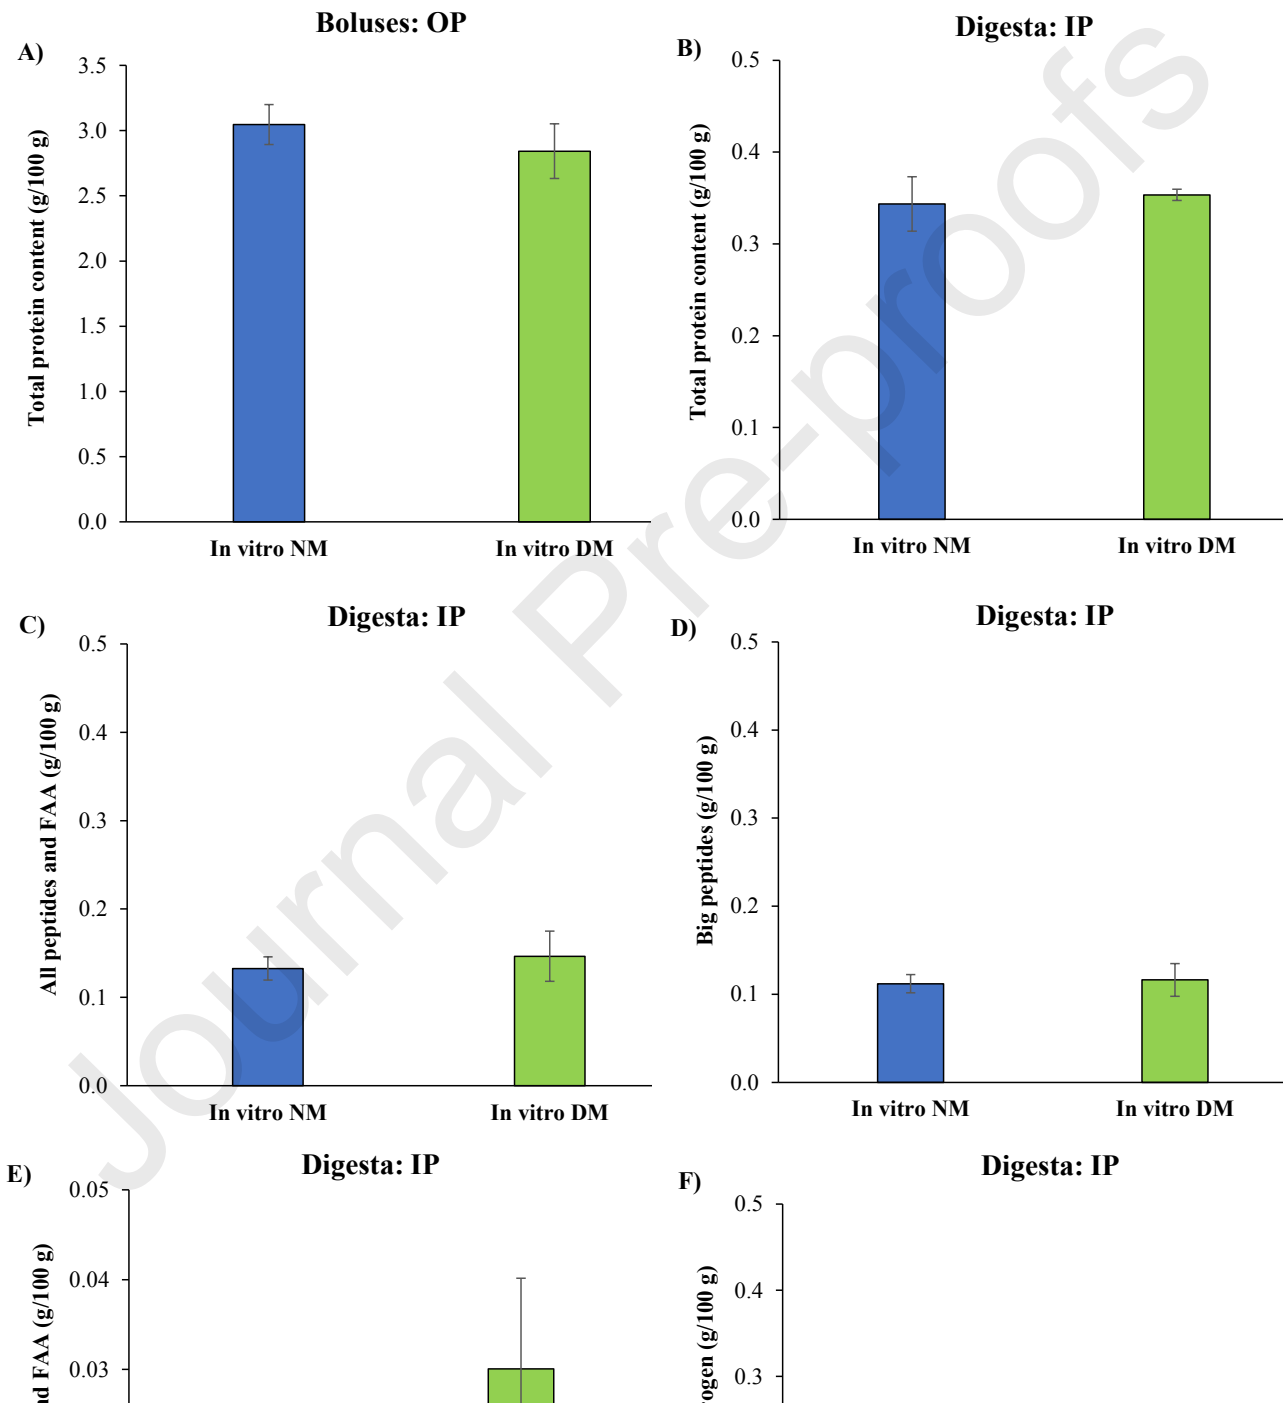 Boluses: OP
A)
3.5
3.0
2.5
2.0
1.5
1.0
0.5
0.0
Total protein content (g/100 g)
In vitro NM
In vitro DM
Digesta: IP
B)
0.5
0.4
0.3
0.2
0.1
0.0
Total protein content (g/100 g)
In vitro NM
In vitro DM
Digesta: IP
C)
0.5
0.4
0.3
0.2
0.1
0.0
All peptides and FAA (g/100 g)
In vitro NM
In vitro DM
Digesta: IP
D)
0.5
0.4
0.3
0.2
0.1
0.0
Big peptides (g/100 g)
In vitro NM
In vitro DM
Digesta: IP
E)
0.05
0.04
0.03
FAA (g/100 g)
Digesta: IP
F)
0.5
0.4
0.3
(g/100 g)
Journal Pre-proofs